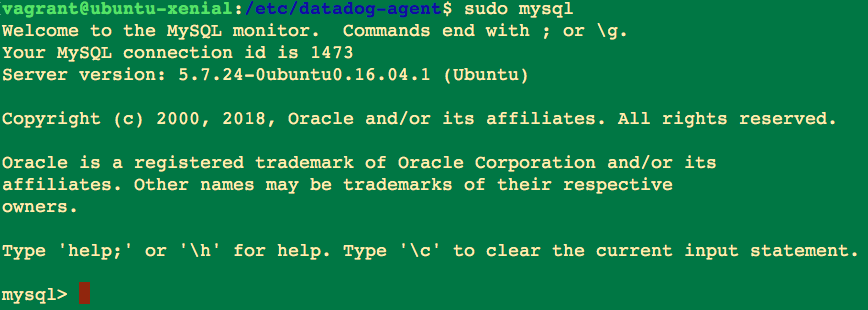 vagrant@ubuntu-xenial:/etc/datadog-agent$ sudo mysql
Welcome to the MySQL monitor.  Commands end with ; or \g.
Your MySQL connection id is 1473
Server version: 5.7.24-0ubuntu0.16.04.1 (Ubuntu)
Copyright (c) 2000, 2018, Oracle and/or its affiliates. All rights reserved.
Oracle is a registered trademark of Oracle Corporation and/or its
affiliates. Other names may be trademarks of their respective
owners.
Type 'help;' or '\h' for help. Type '\c' to clear the current input statement.
mysql>